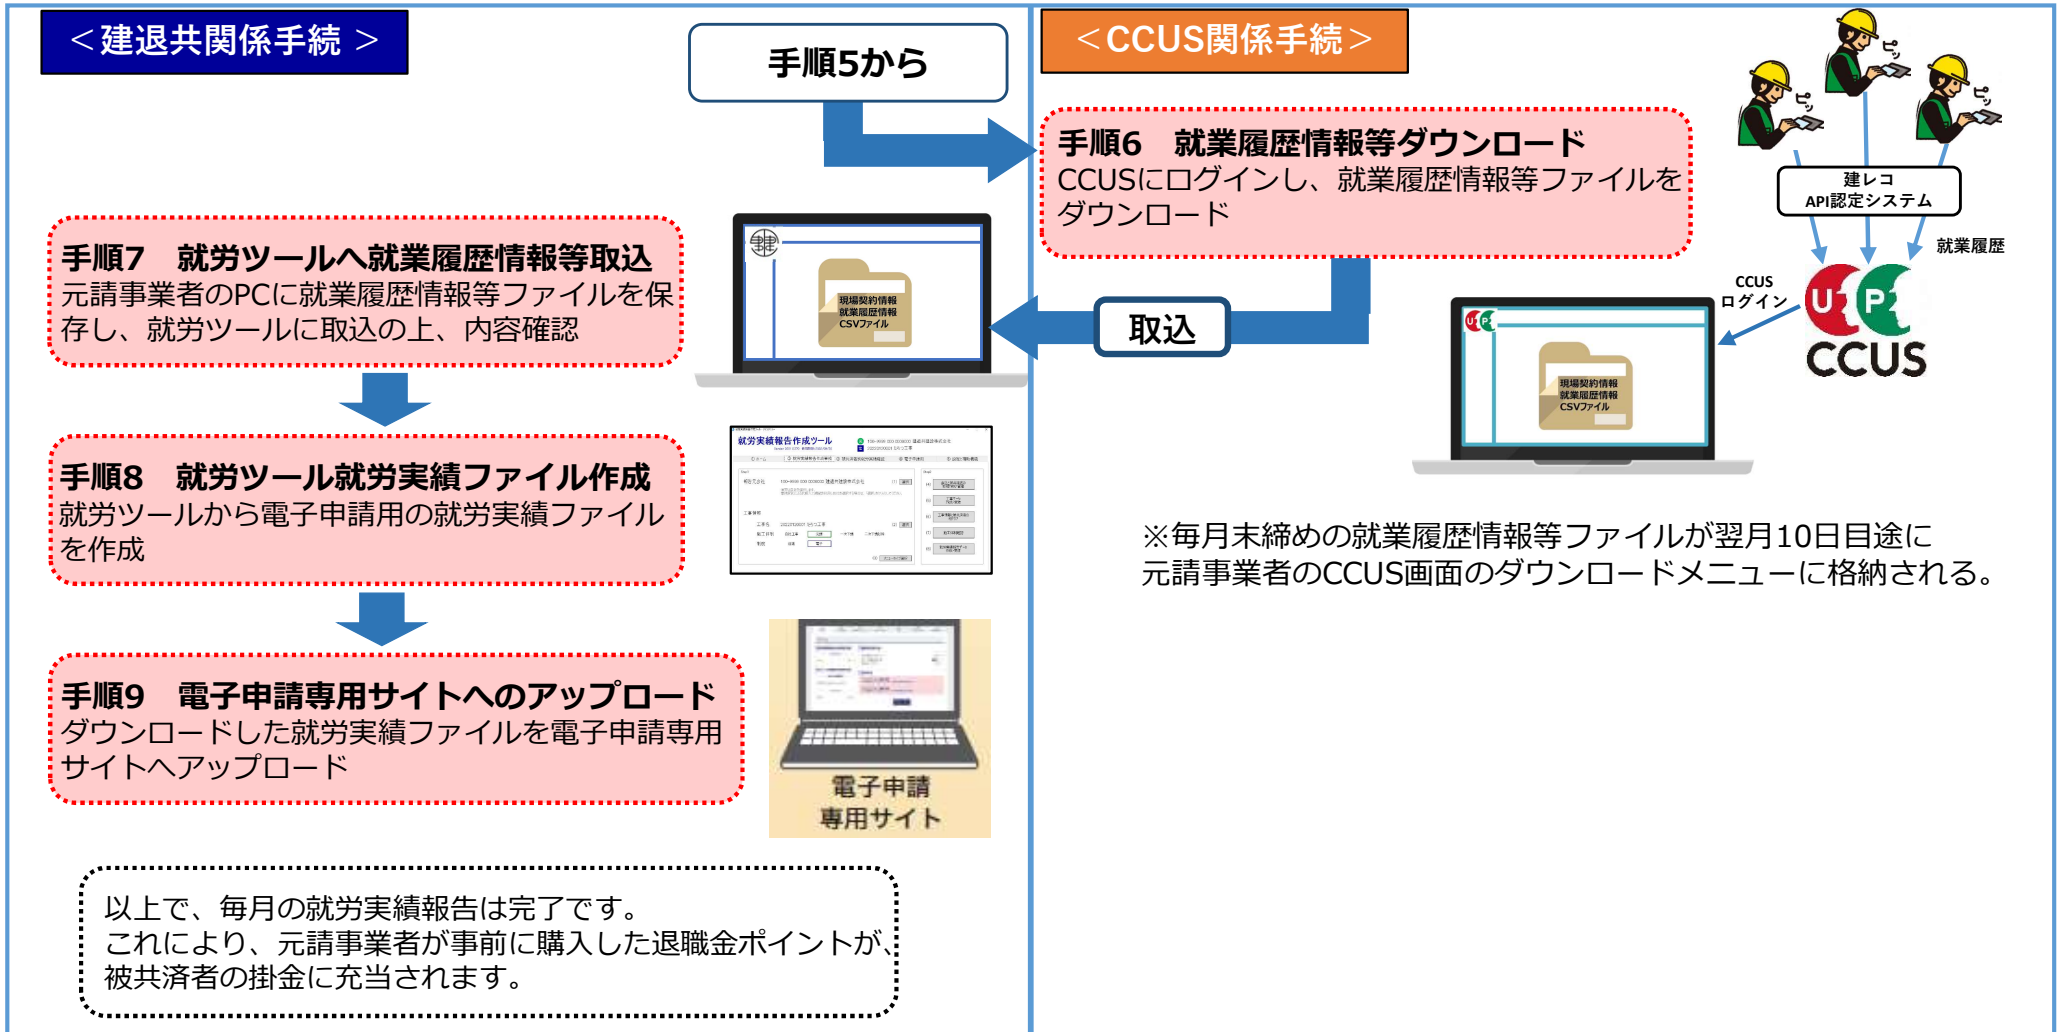 ＜建退共関係手続 ＞
手順5から
手順7　就労ツールへ就業履歴情報等取込
元請事業者のPCに就業履歴情報等ファイルを保
存し、就労ツールに取込の上、内容確認
現場契約情報
就業履歴情報
CSVファイル
手順8　就労ツール就労実績ファイル作成
就労ツールから電子申請用の就労実績ファイル
を作成
就労実績報告作成ツール
手順9　電子申請専用サイトへのアップロード
ダウンロードした就労実績ファイルを電子申請専用
サイトへアップロード
電子申請
専用サイト
以上で、毎月の就労実績報告は完了です。
これにより、元請事業者が事前に購入した退職金ポイントが、
被共済者の掛金に充当されます。
＜CCUS関係手続＞
手順6　就業履歴情報等ダウンロード
CCUSにログインし、就業履歴情報等ファイルを
ダウンロード
取込
ピッ
ピッ
ピッ
建レコ
API認定システム
就業履歴
CCUS
ログイン
CCUS
現場契約情報
就業履歴情報
CSVファイル
※毎月末締めの就業履歴情報等ファイルが翌月10日目途に
元請事業者のCCUS画面のダウンロードメニューに格納される。